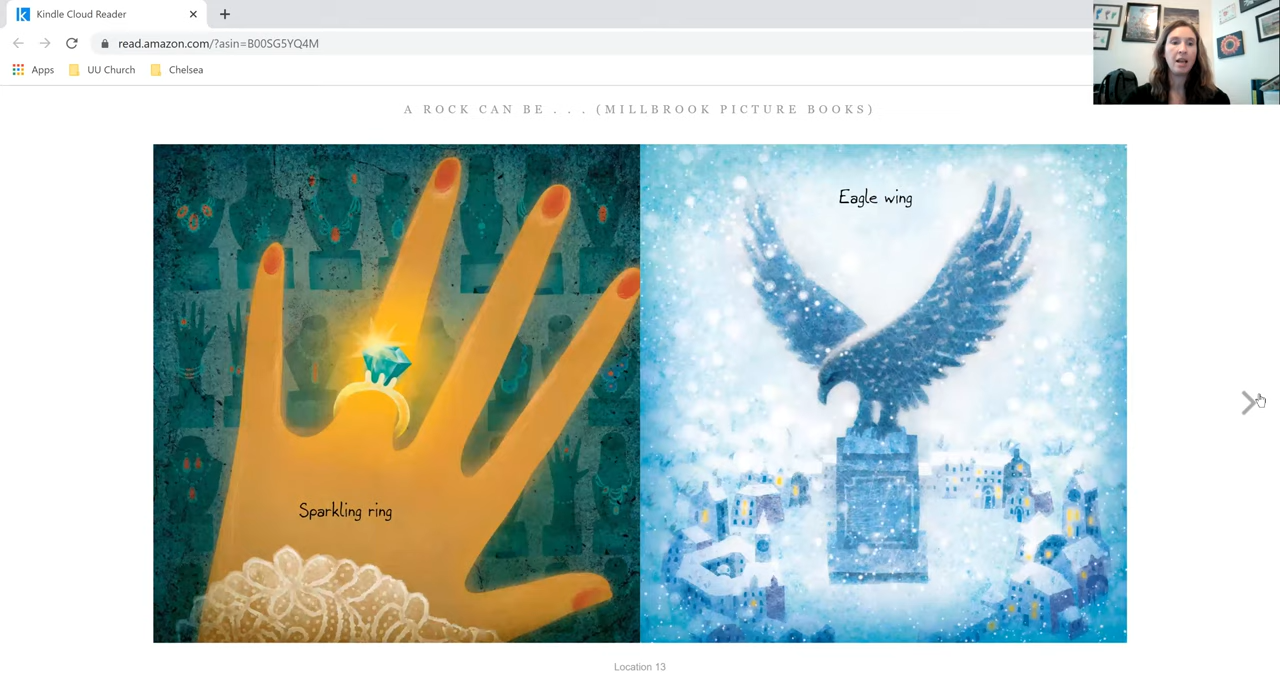 Kindle Cloud Reader
read.amazon.com/?asin=B00SG5YQ4M
Apps
UU Church
Chelsea
A ROCK CAN BE . . . (MILLBROOK PICTURE BOOKS)
Eagle wing
Sparkling ring
Location 13